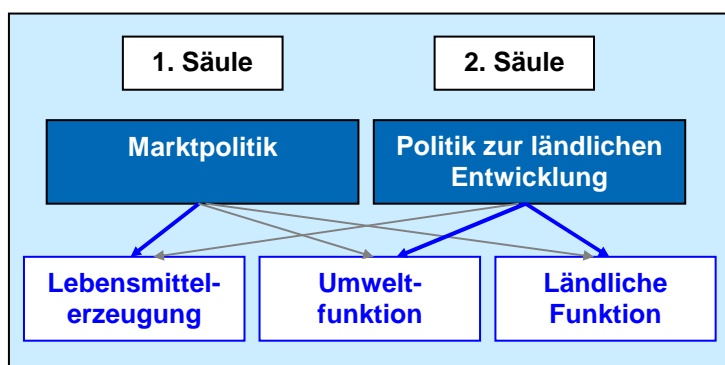 1. Säule
2. Säule
Marktpolitik
Politik zur ländlichen
Entwicklung
Lebensmittel-
erzeugung
Umwelt-
funktion
Ländliche
Funktion